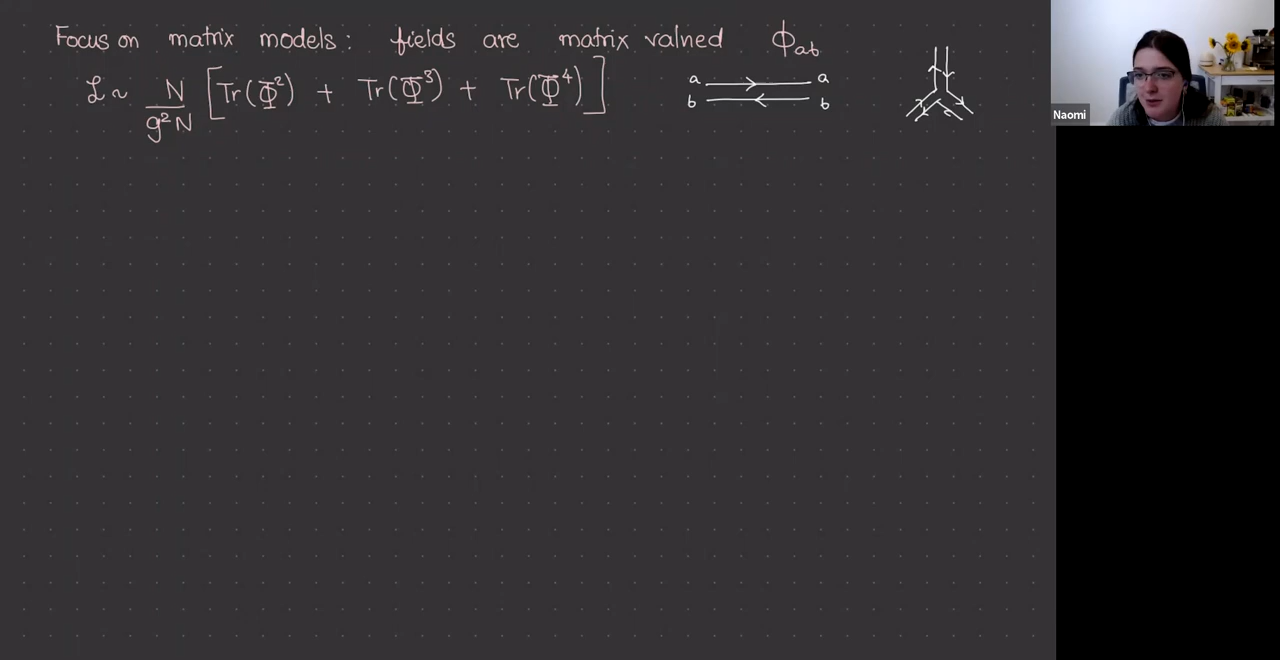 Focus on matrix models: fields are matrix valued Φab
ℒ ~ N/g²N [Tr(Φ²) + Tr(Φ³) + Tr(Φ⁴)]
a a
b b
Naomi